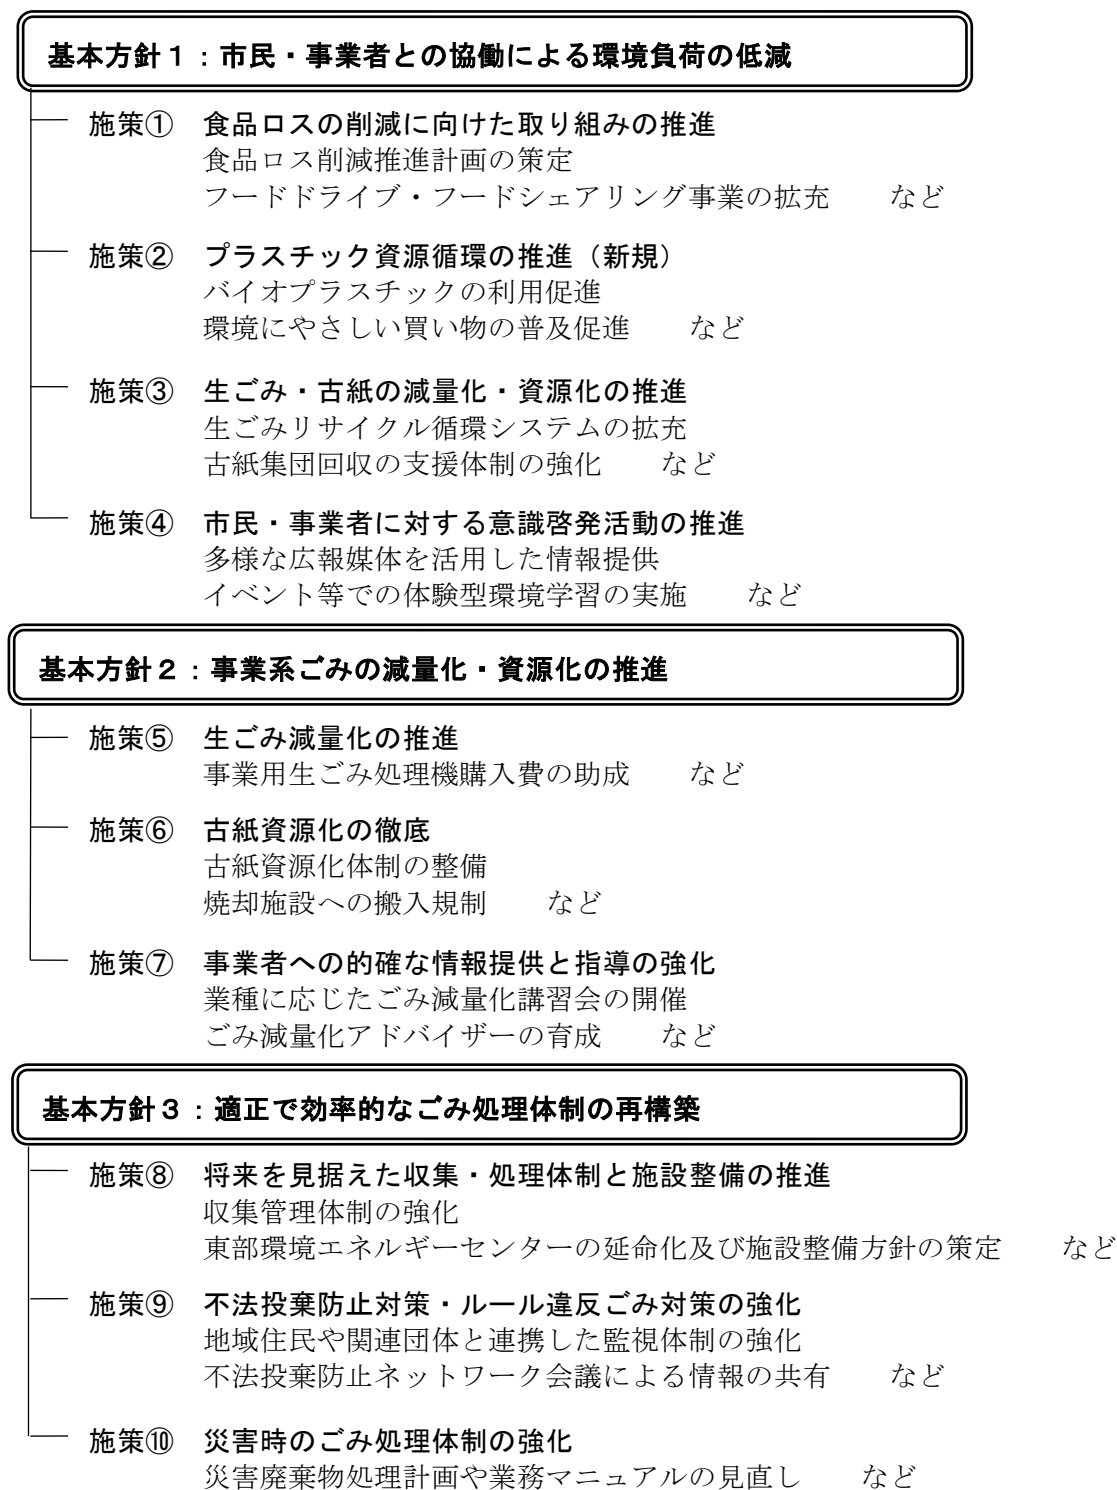 基本方針１：市民・事業者との協働による環境負荷の低減
施策① 食品ロスの削減に向けた取り組みの推進
食品ロス削減推進計画の策定
フードドライブ・フードシェアリング事業の拡充　　など
施策② プラスチック資源循環の推進（新規）
バイオプラスチックの利用促進
環境にやさしい買い物の普及促進　　など
施策③ 生ごみ・古紙の減量化・資源化の推進
生ごみリサイクル循環システムの拡充
古紙集団回収の支援体制の強化　　など
施策④ 市民・事業者に対する意識啓発活動の推進
多様な広報媒体を活用した情報提供
イベント等での体験型環境学習の実施　　など
基本方針２：事業系ごみの減量化・資源化の推進
施策⑤ 生ごみ減量化の推進
事業用生ごみ処理機購入費の助成　　など
施策⑥ 古紙資源化の徹底
古紙資源化体制の整備
焼却施設への搬入規制　　など
施策⑦ 事業者への的確な情報提供と指導の強化
業種に応じたごみ減量化講習会の開催
ごみ減量化アドバイザーの育成　　など
基本方針３：適正で効率的なごみ処理体制の再構築
施策⑧ 将来を見据えた収集・処理体制と施設整備の推進
収集管理体制の強化
東部環境エネルギーセンターの延命化及び施設整備方針の策定　　など
施策⑨ 不法投棄防止対策・ルール違反ごみ対策の強化
地域住民や関連団体と連携した監視体制の強化
不法投棄防止ネットワーク会議による情報の共有　　など
施策⑩ 災害時のごみ処理体制の強化
災害廃棄物処理計画や業務マニュアルの見直し　　など